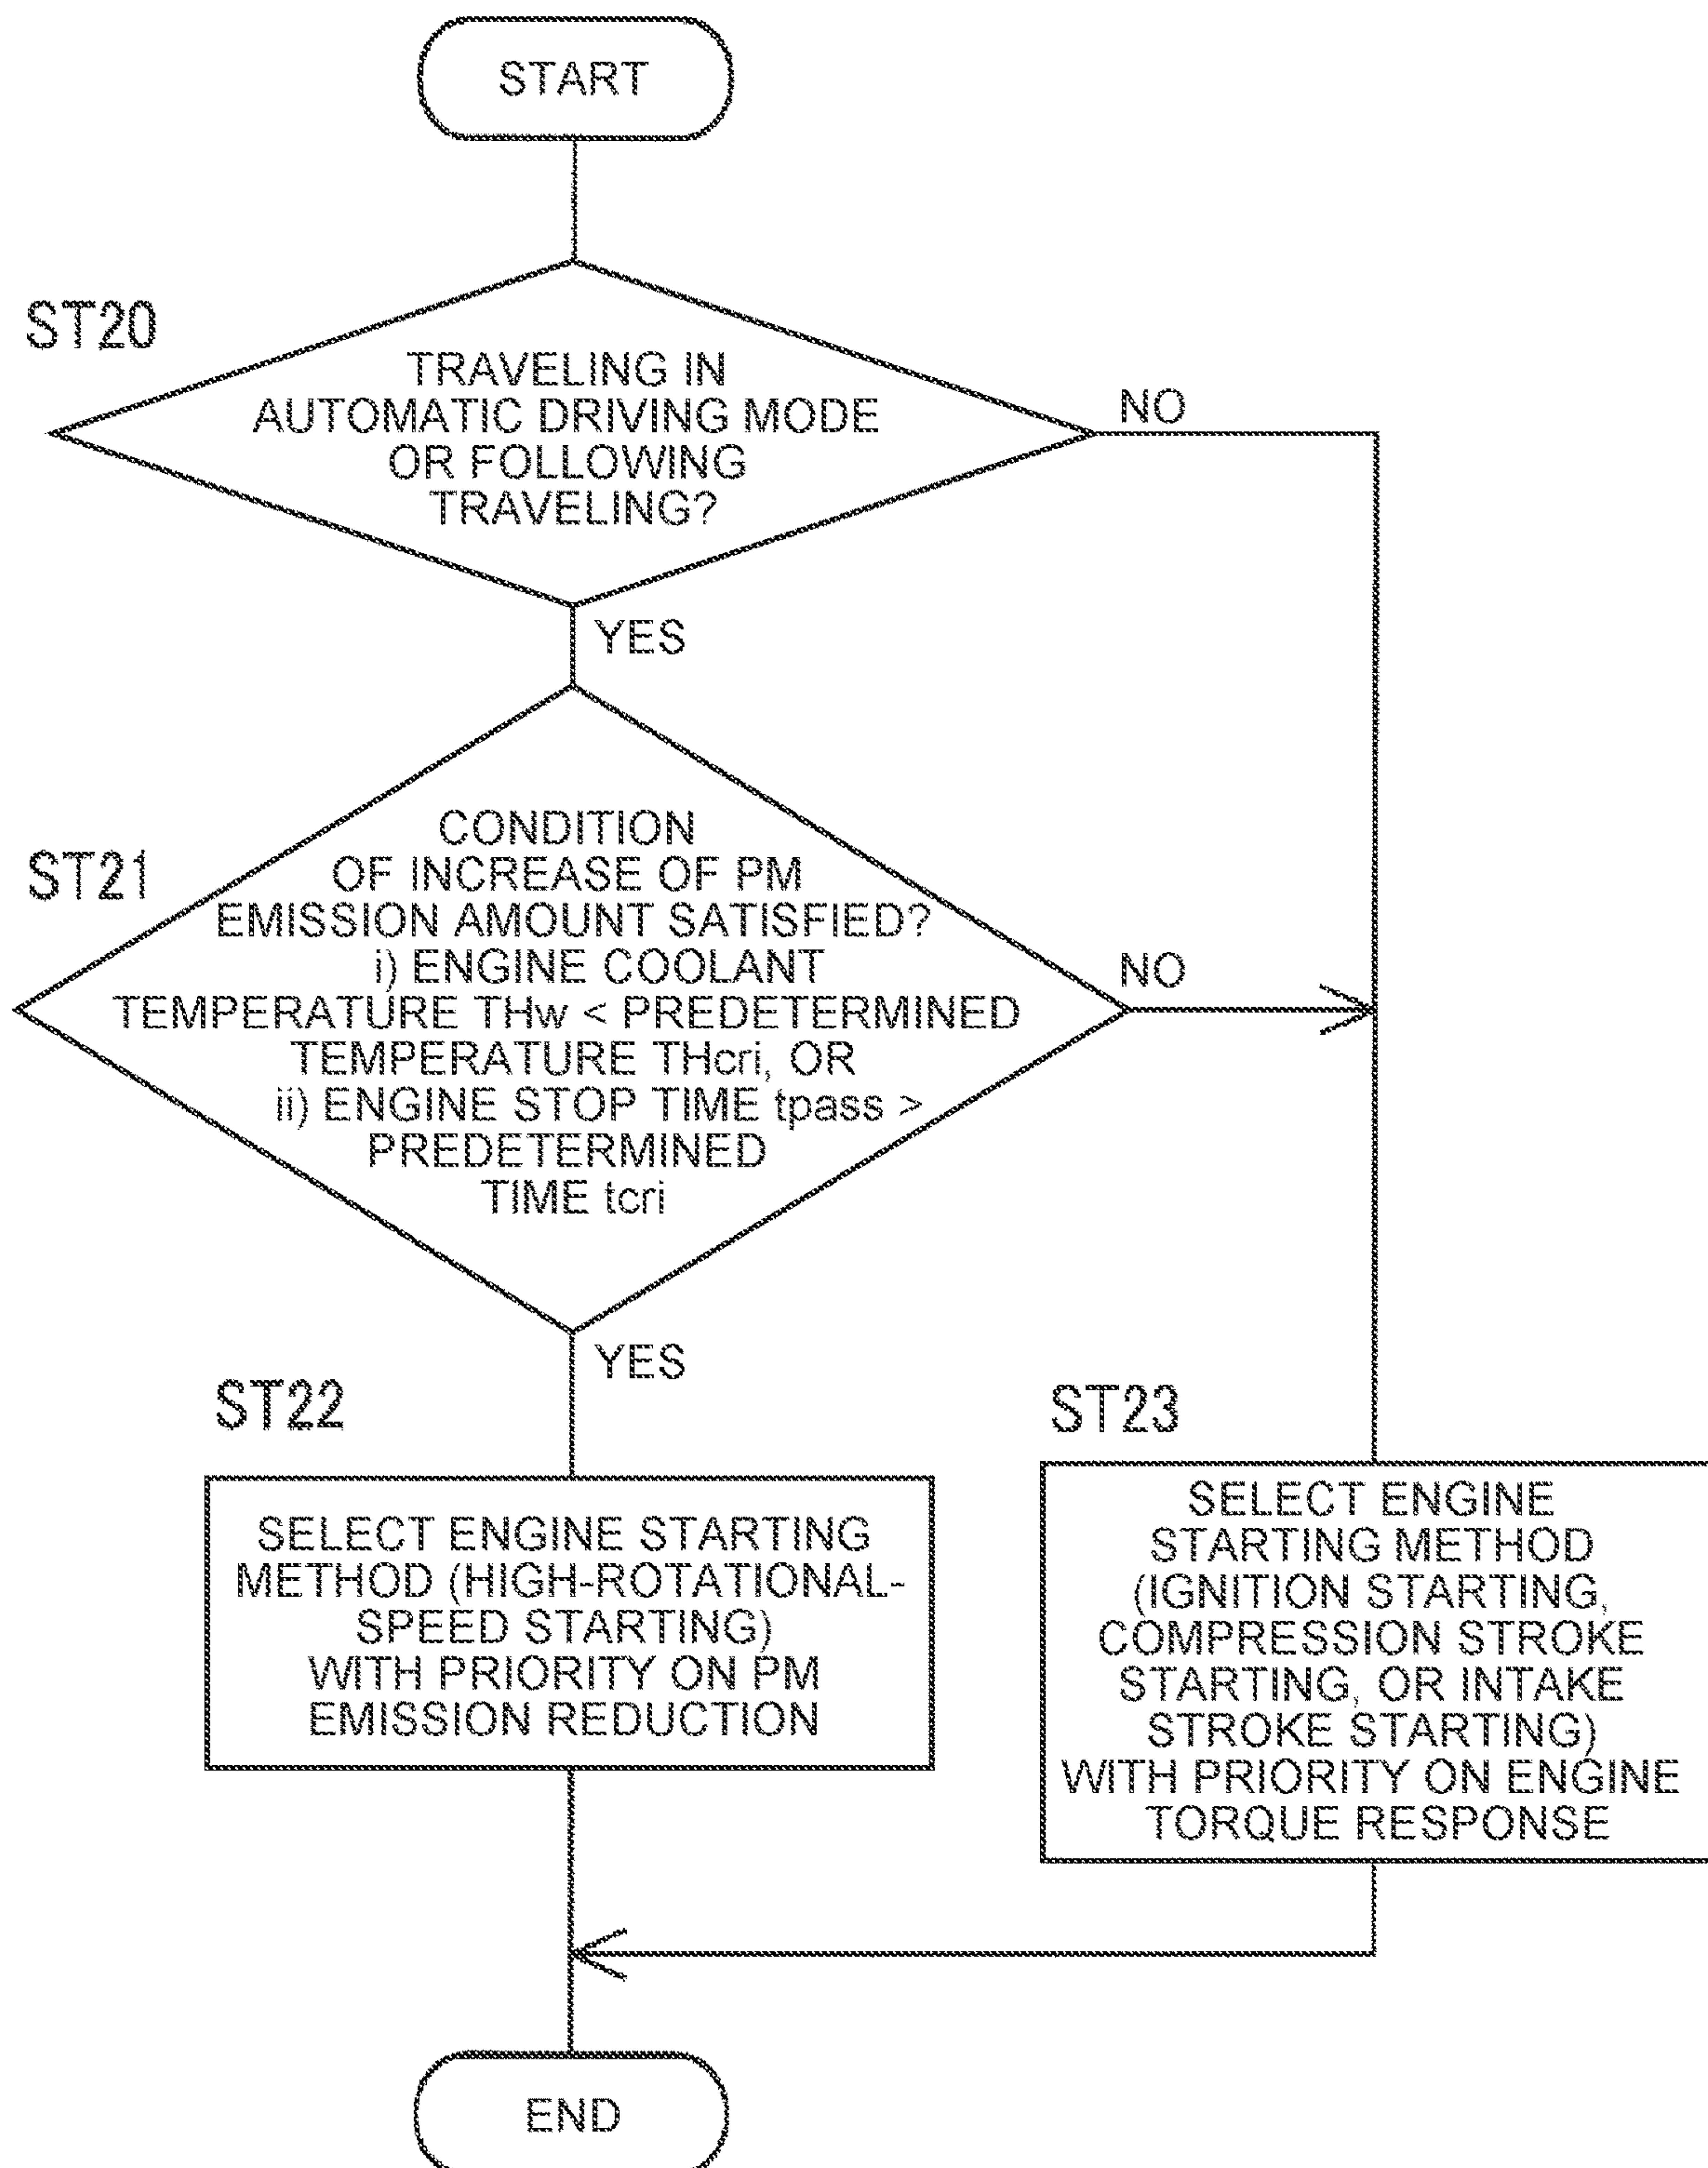 START
ST20
TRAVELING IN
AUTOMATIC DRIVING MODE
OR FOLLOWING
TRAVELING?
NO
YES
ST21
CONDITION
OF INCREASE OF PM
EMISSION AMOUNT SATISFIED?
i) ENGINE COOLANT
TEMPERATURE THw < PREDETERMINED
TEMPERATURE THcri, OR
ii) ENGINE STOP TIME tpass >
PREDETERMINED
TIME tcri
NO
YES
ST22
SELECT ENGINE STARTING
METHOD (HIGH-ROTATIONAL-
SPEED STARTING)
WITH PRIORITY ON PM
EMISSION REDUCTION
ST23
SELECT ENGINE
STARTING METHOD
(IGNITION STARTING,
COMPRESSION STROKE
STARTING, OR INTAKE
STROKE STARTING)
WITH PRIORITY ON ENGINE
TORQUE RESPONSE
END